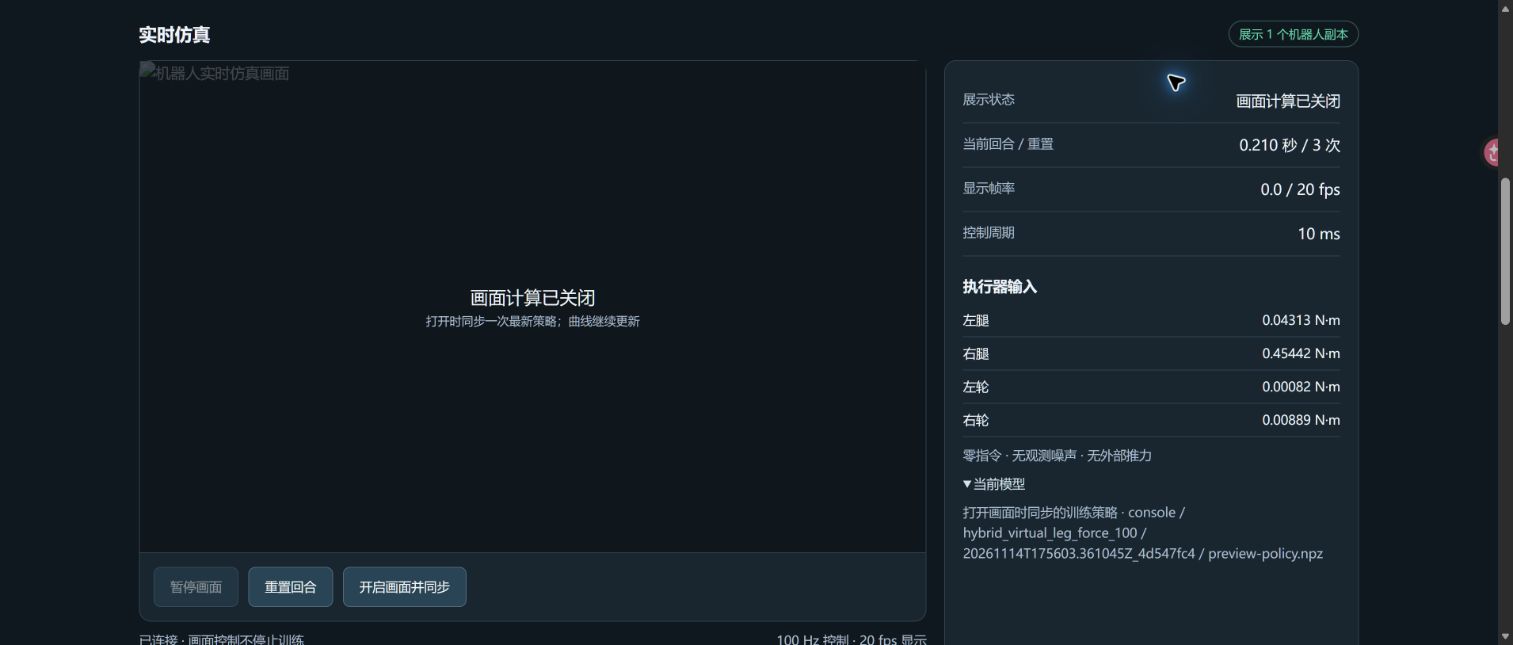 实时仿真
展示 1 个机器人副本
机器人实时仿真画面
画面计算已关闭
打开时同步一次最新策略；曲线继续更新
暂停画面
重置回合
开启画面并同步
已连接 · 画面控制不停止训练
100 Hz 控制 · 20 fps 显示
展示状态 画面计算已关闭
当前回合 / 重置 0.210 秒 / 3 次
显示帧率 0.0 / 20 fps
控制周期 10 ms
执行器输入
左腿 0.04313 N·m
右腿 0.45442 N·m
左轮 0.00082 N·m
右轮 0.00889 N·m
零指令 · 无观测噪声 · 无外部推力
▼当前模型
打开画面时同步的训练策略 · console /
hybrid_virtual_leg_force_100 /
20261114T175603.361045Z_4d547fc4 / preview-policy.npz